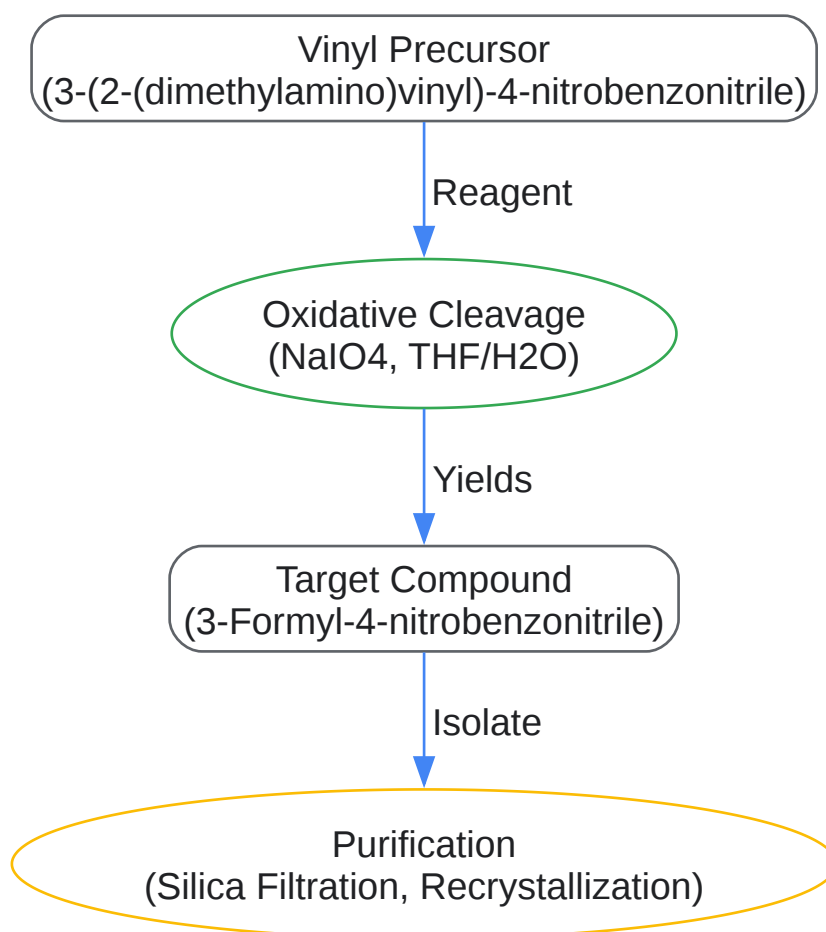 Vinyl Precursor
(3-(2-(dimethylamino)vinyl)-4-nitrobenzonitrile)
Reagent
Oxidative Cleavage
(NaIO4, THF/H2O)
Yields
Target Compound
(3-Formyl-4-nitrobenzonitrile)
Isolate
Purification
(Silica Filtration, Recrystallization)